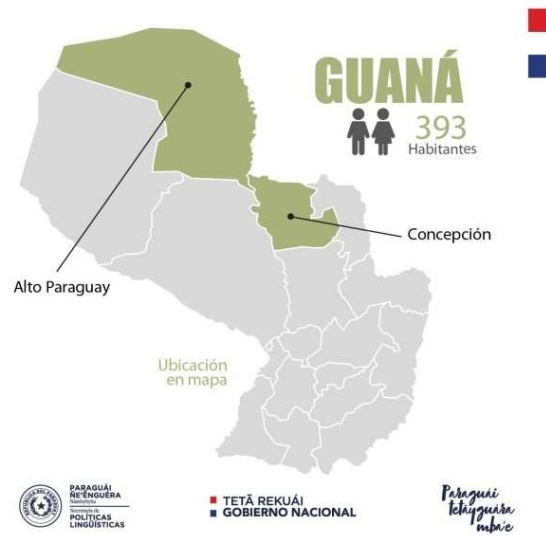 GUANÁ
393
Habitantes
Concepción
Alto Paraguay
Ubicación
en mapa
PARAGUÁI
ÑE'ẼNGUÉRA
Sãmbyhyha
Secretaría de
POLÍTICAS
LINGÜÍSTICAS
TETÃ REKUÁI
GOBIERNO NACIONAL
Paraguái
tetãyguára
mba'e